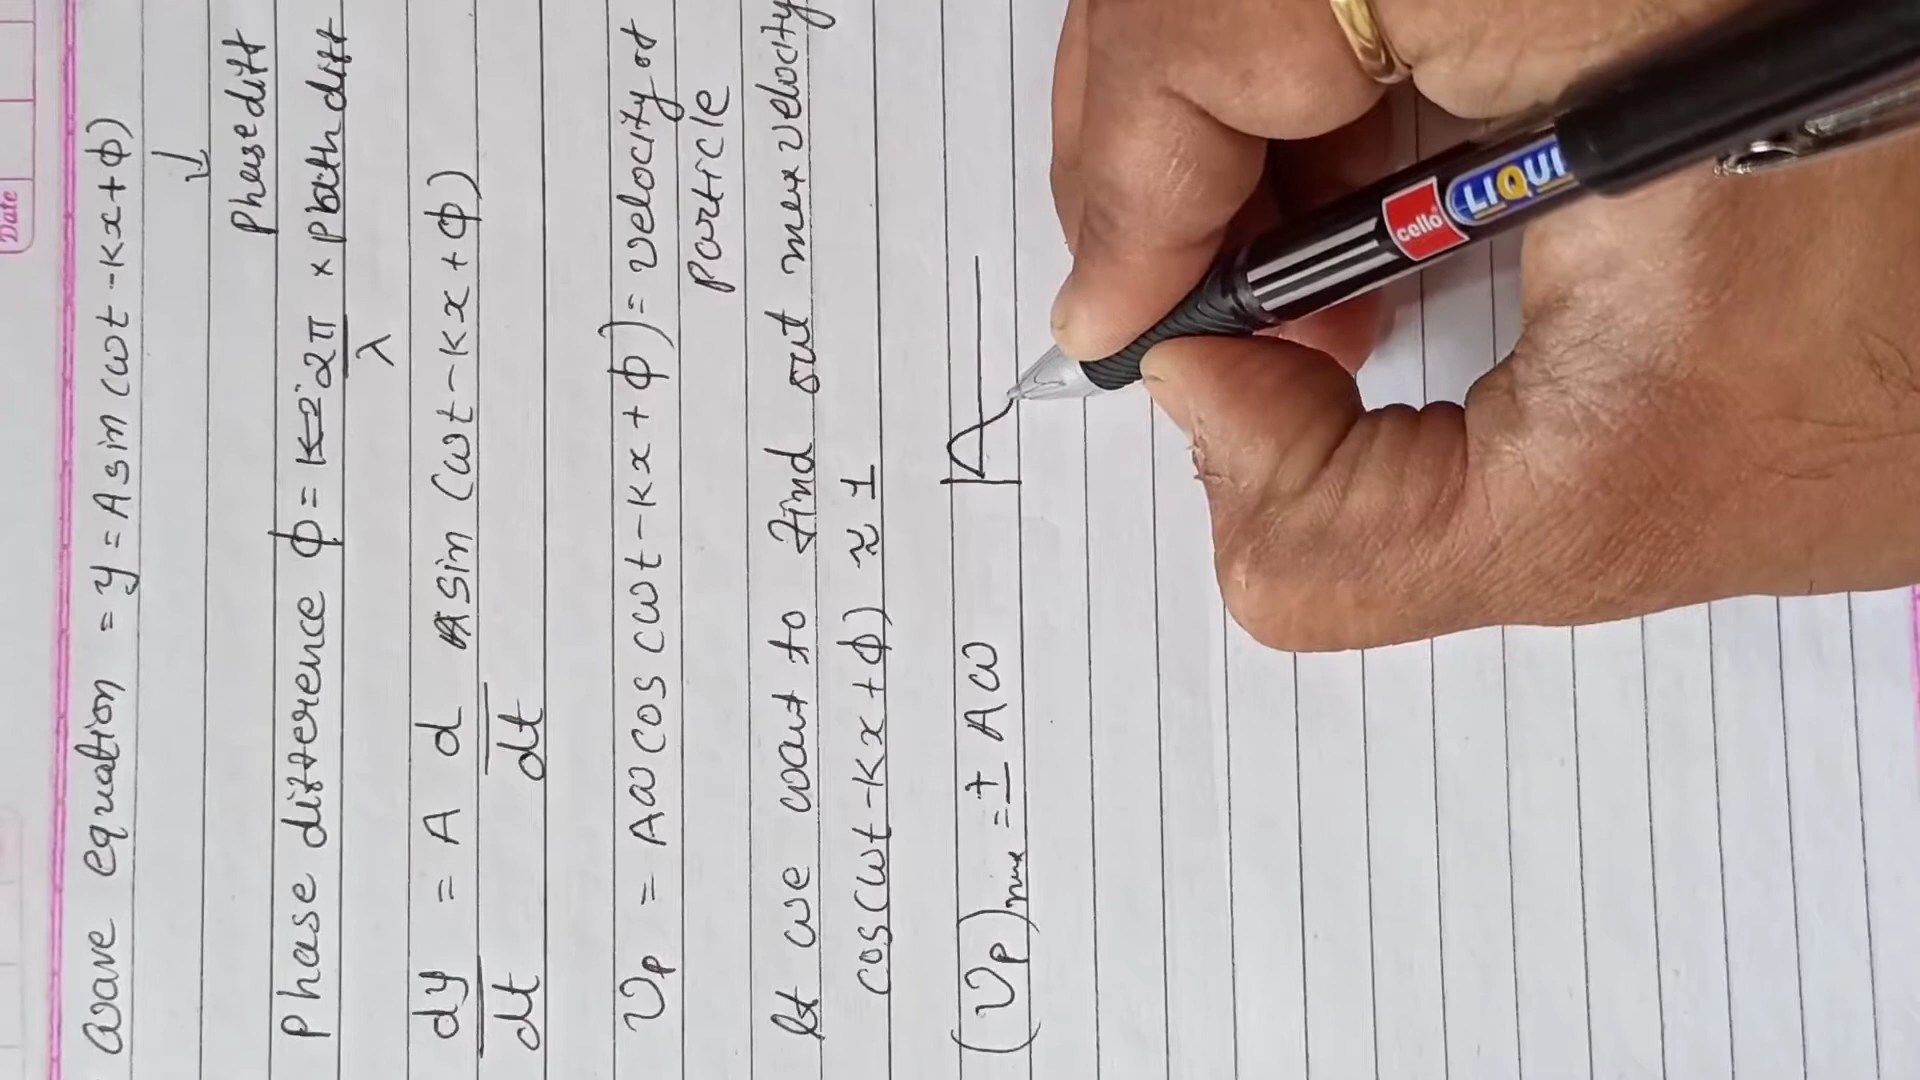 wave equation = y = A sin (ωt - kx + ϕ)
↓
Phase diff
Phase difference ϕ = 2π/λ × Path diff
dy/dt = A d/dt sin (ωt - kx + ϕ)
υp = Aω cos (ωt - kx + ϕ) = velocity of
particle
If we want to find out max velocity
cos (ωt - kx + ϕ) ≈ 1
(υp)max = ± Aω
cello
LIQUI
Date